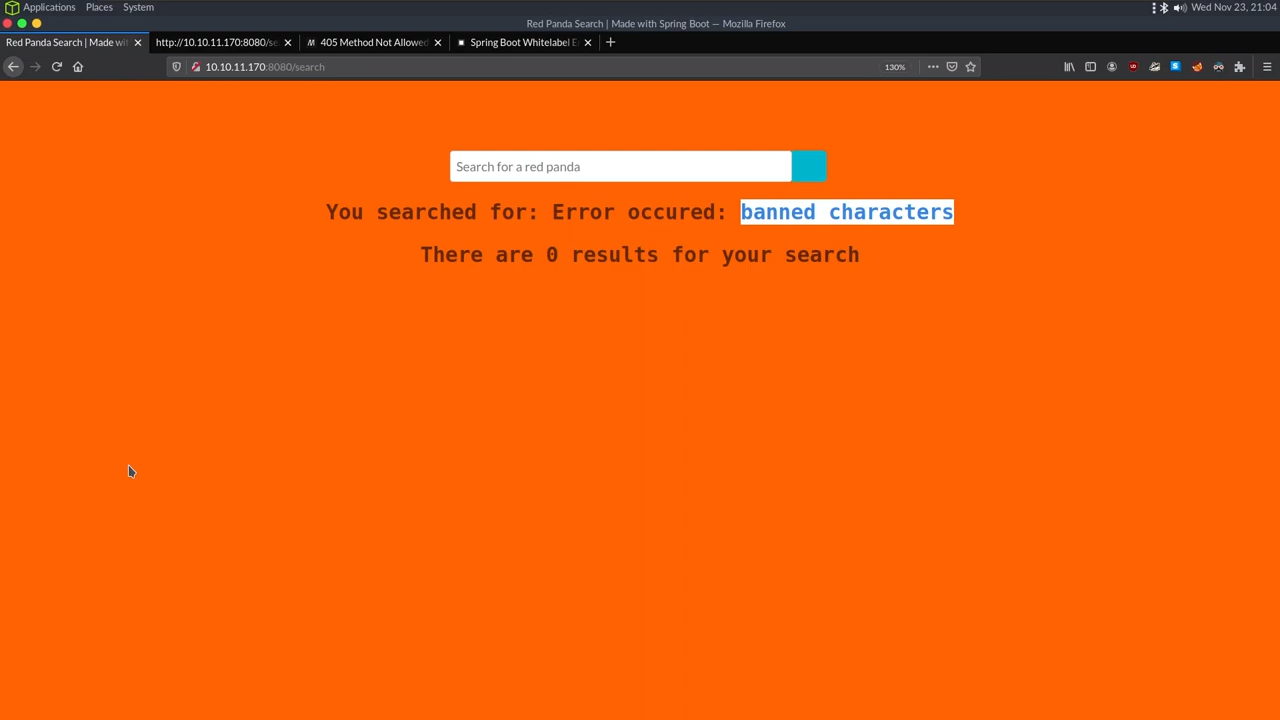 Applications Places System Wed Nov 23, 21:04
Red Panda Search | Made with Spring Boot — Mozilla Firefox
Red Panda Search | Made wit http://10.10.11.170:8080/se 405 Method Not Allowed Spring Boot Whitelabel E
10.10.11.170:8080/search 130%
Search for a red panda
You searched for: Error occured: banned characters
There are 0 results for your search